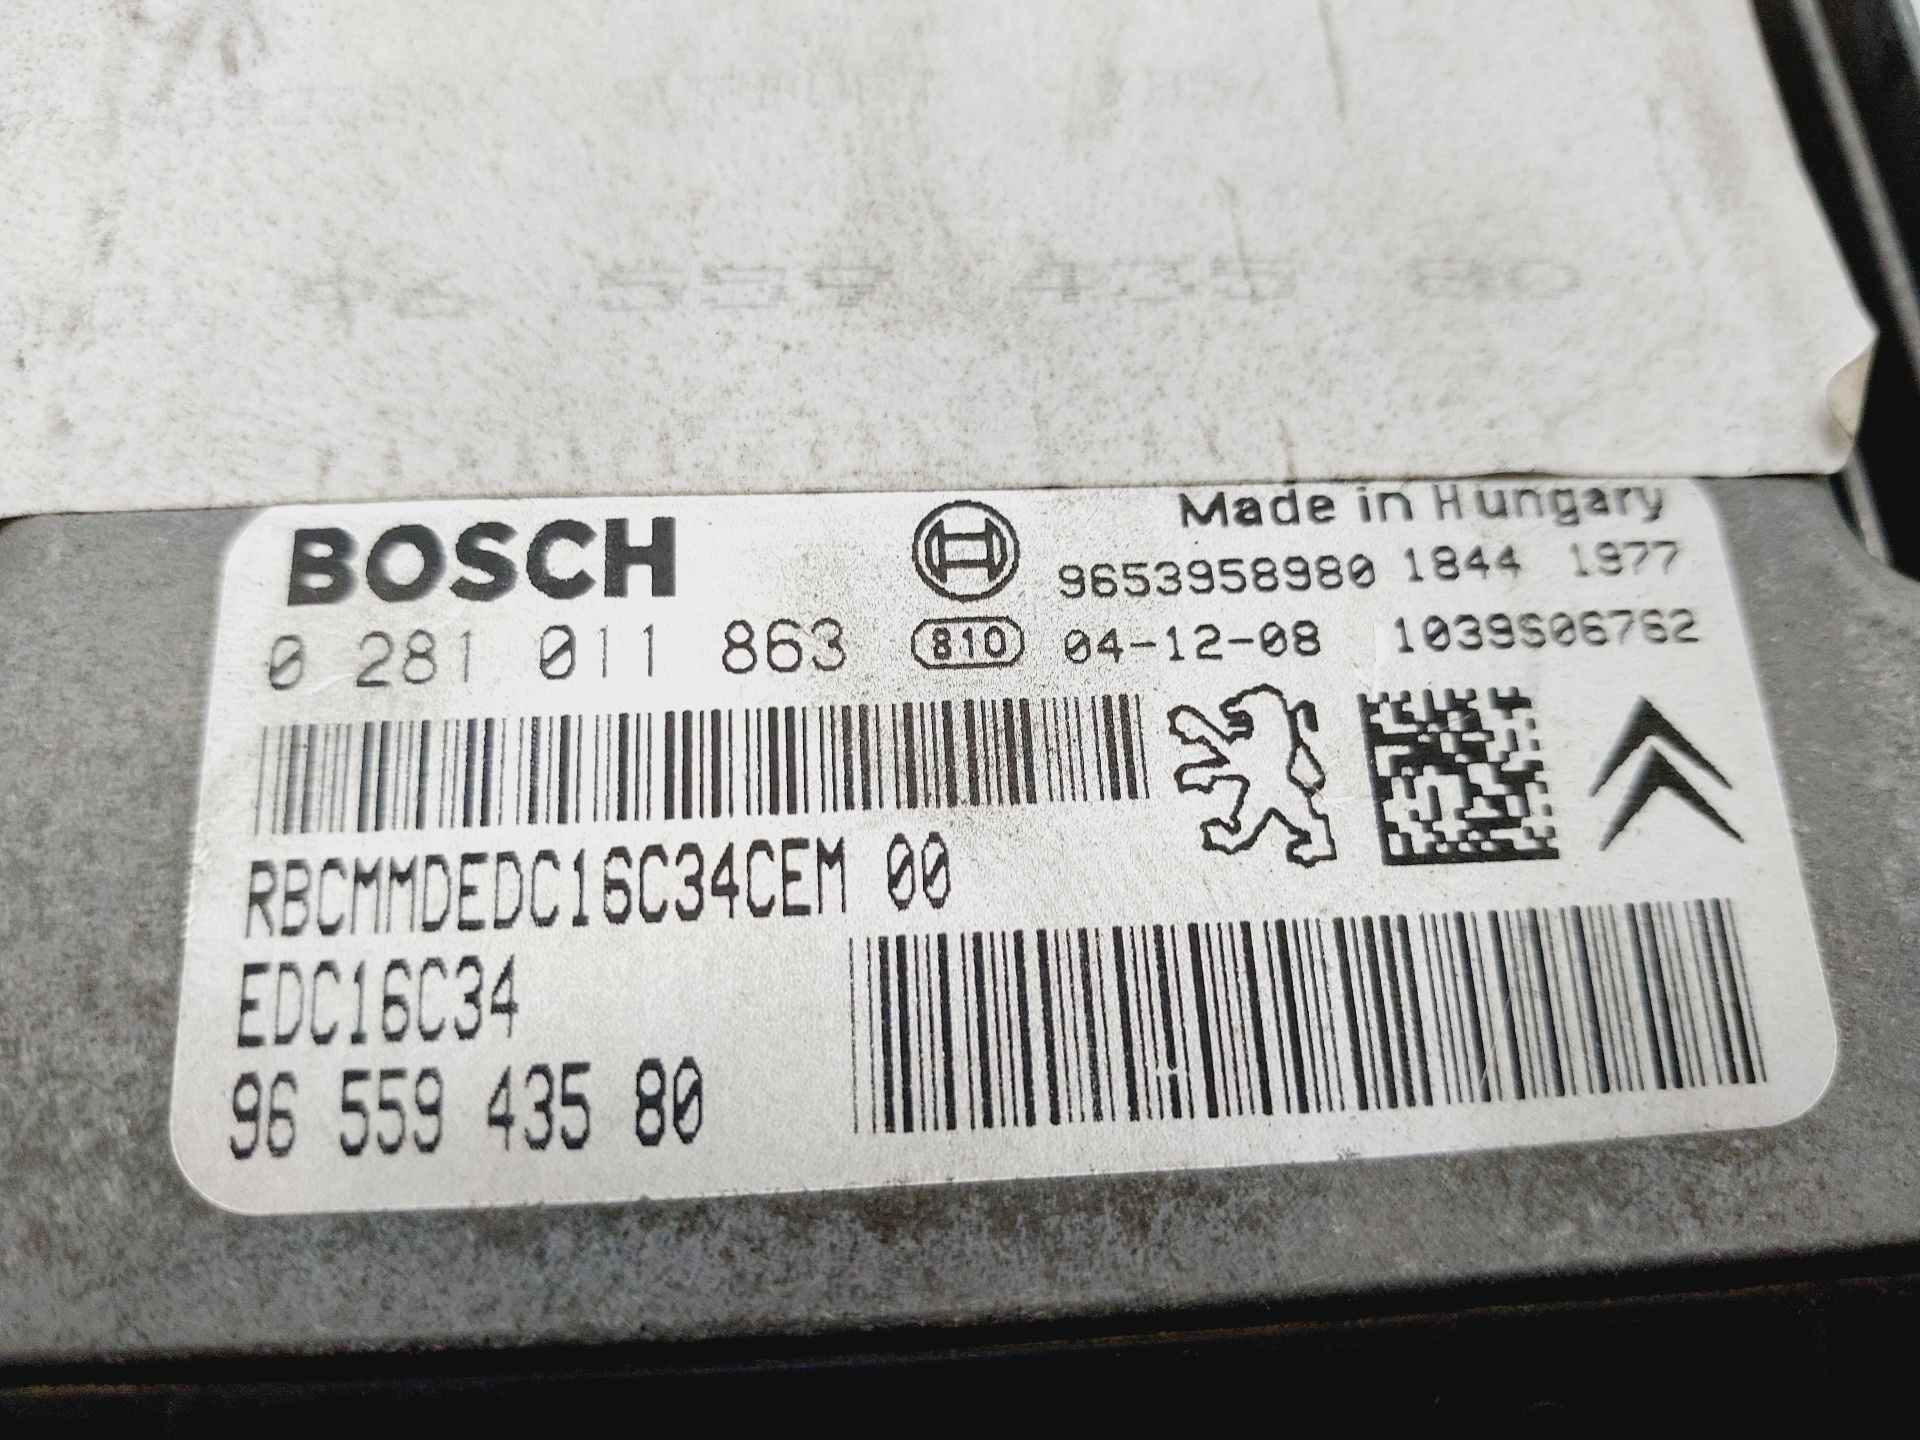 96 559 435 80
BOSCH
Made in Hungary
9653958980 1844 1977
0 281 011 863 810 04-12-08 1039S06762
RBCMMDEDC16C34CEM 00
EDC16C34
96 559 435 80